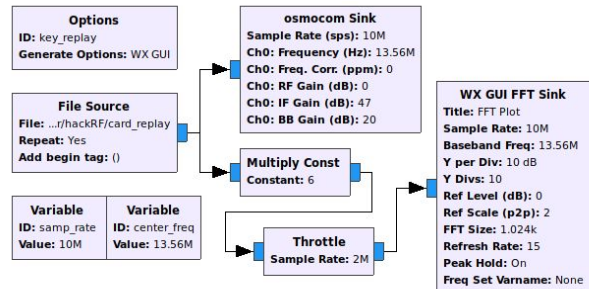 Options
ID: key_replay
Generate Options: WX GUI
File Source
File: ...r/hackRF/card_replay
Repeat: Yes
Add begin tag: ()
Variable
ID: samp_rate
Value: 10M
Variable
ID: center_freq
Value: 13.56M
osmocom Sink
Sample Rate (sps): 10M
Ch0: Frequency (Hz): 13.56M
Ch0: Freq. Corr. (ppm): 0
Ch0: RF Gain (dB): 0
Ch0: IF Gain (dB): 47
Ch0: BB Gain (dB): 20
Multiply Const
Constant: 6
Throttle
Sample Rate: 2M
WX GUI FFT Sink
Title: FFT Plot
Sample Rate: 10M
Baseband Freq: 13.56M
Y per Div: 10 dB
Y Divs: 10
Ref Level (dB): 0
Ref Scale (p2p): 2
FFT Size: 1.024k
Refresh Rate: 15
Peak Hold: On
Freq Set Varname: None